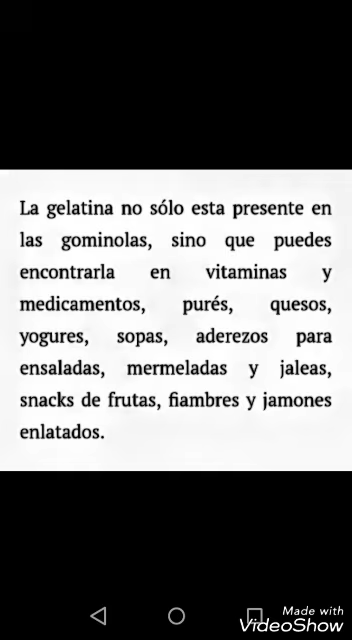 La gelatina no sólo esta presente en
las gominolas, sino que puedes
encontrarla en vitaminas y
medicamentos, purés, quesos,
yogures, sopas, aderezos para
ensaladas, mermeladas y jaleas,
snacks de frutas, fiambres y jamones
enlatados.
Made with
VideoShow